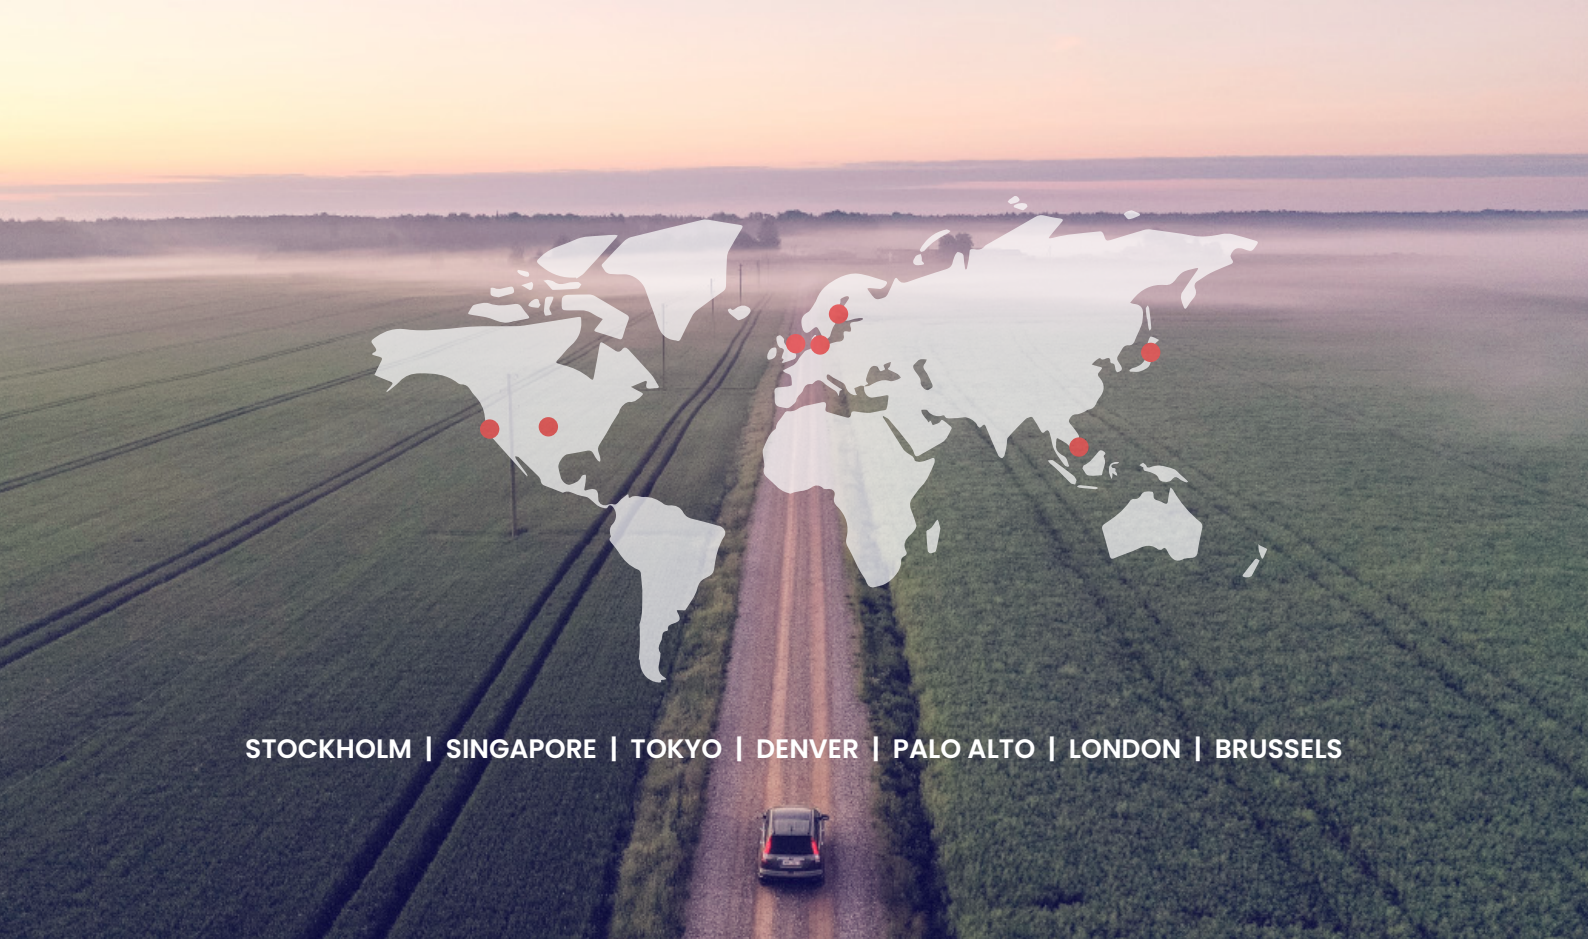 STOCKHOLM | SINGAPORE | TOKYO | DENVER | PALO ALTO | LONDON | BRUSSELS